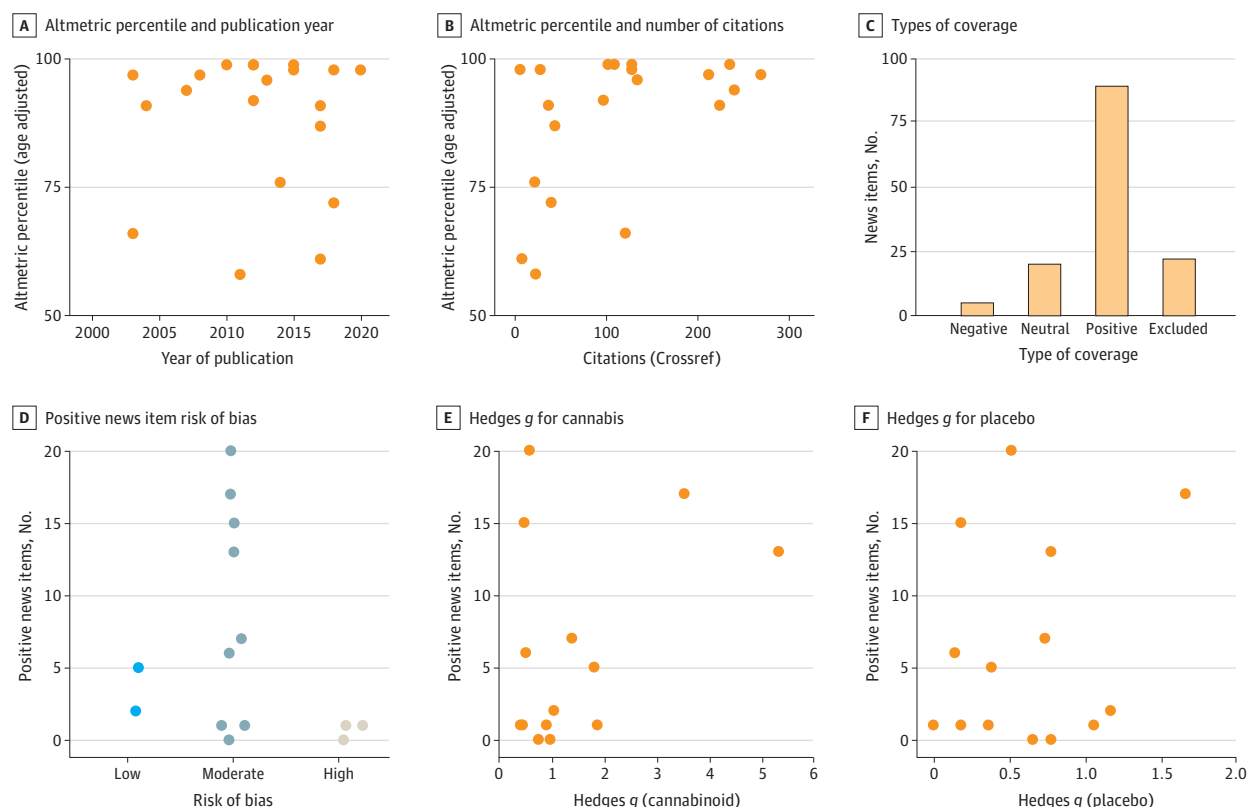 A Altmetric percentile and publication year
100
75
50
Altmetric percentile (age adjusted)
2000 2005 2010 2015 2020
Year of publication
B Altmetric percentile and number of citations
100
75
50
Altmetric percentile (age adjusted)
0 100 200 300
Citations (Crossref)
C Types of coverage
100
75
50
25
0
News items, No.
Negative Neutral Positive Excluded
Type of coverage
D Positive news item risk of bias
20
15
10
5
0
Positive news items, No.
Low Moderate High
Risk of bias
E Hedges g for cannabis
20
15
10
5
0
Positive news items, No.
0 1 2 3 4 5 6
Hedges g (cannabinoid)
F Hedges g for placebo
20
15
10
5
0
Positive news items, No.
0 0.5 1.0 1.5 2.0
Hedges g (placebo)